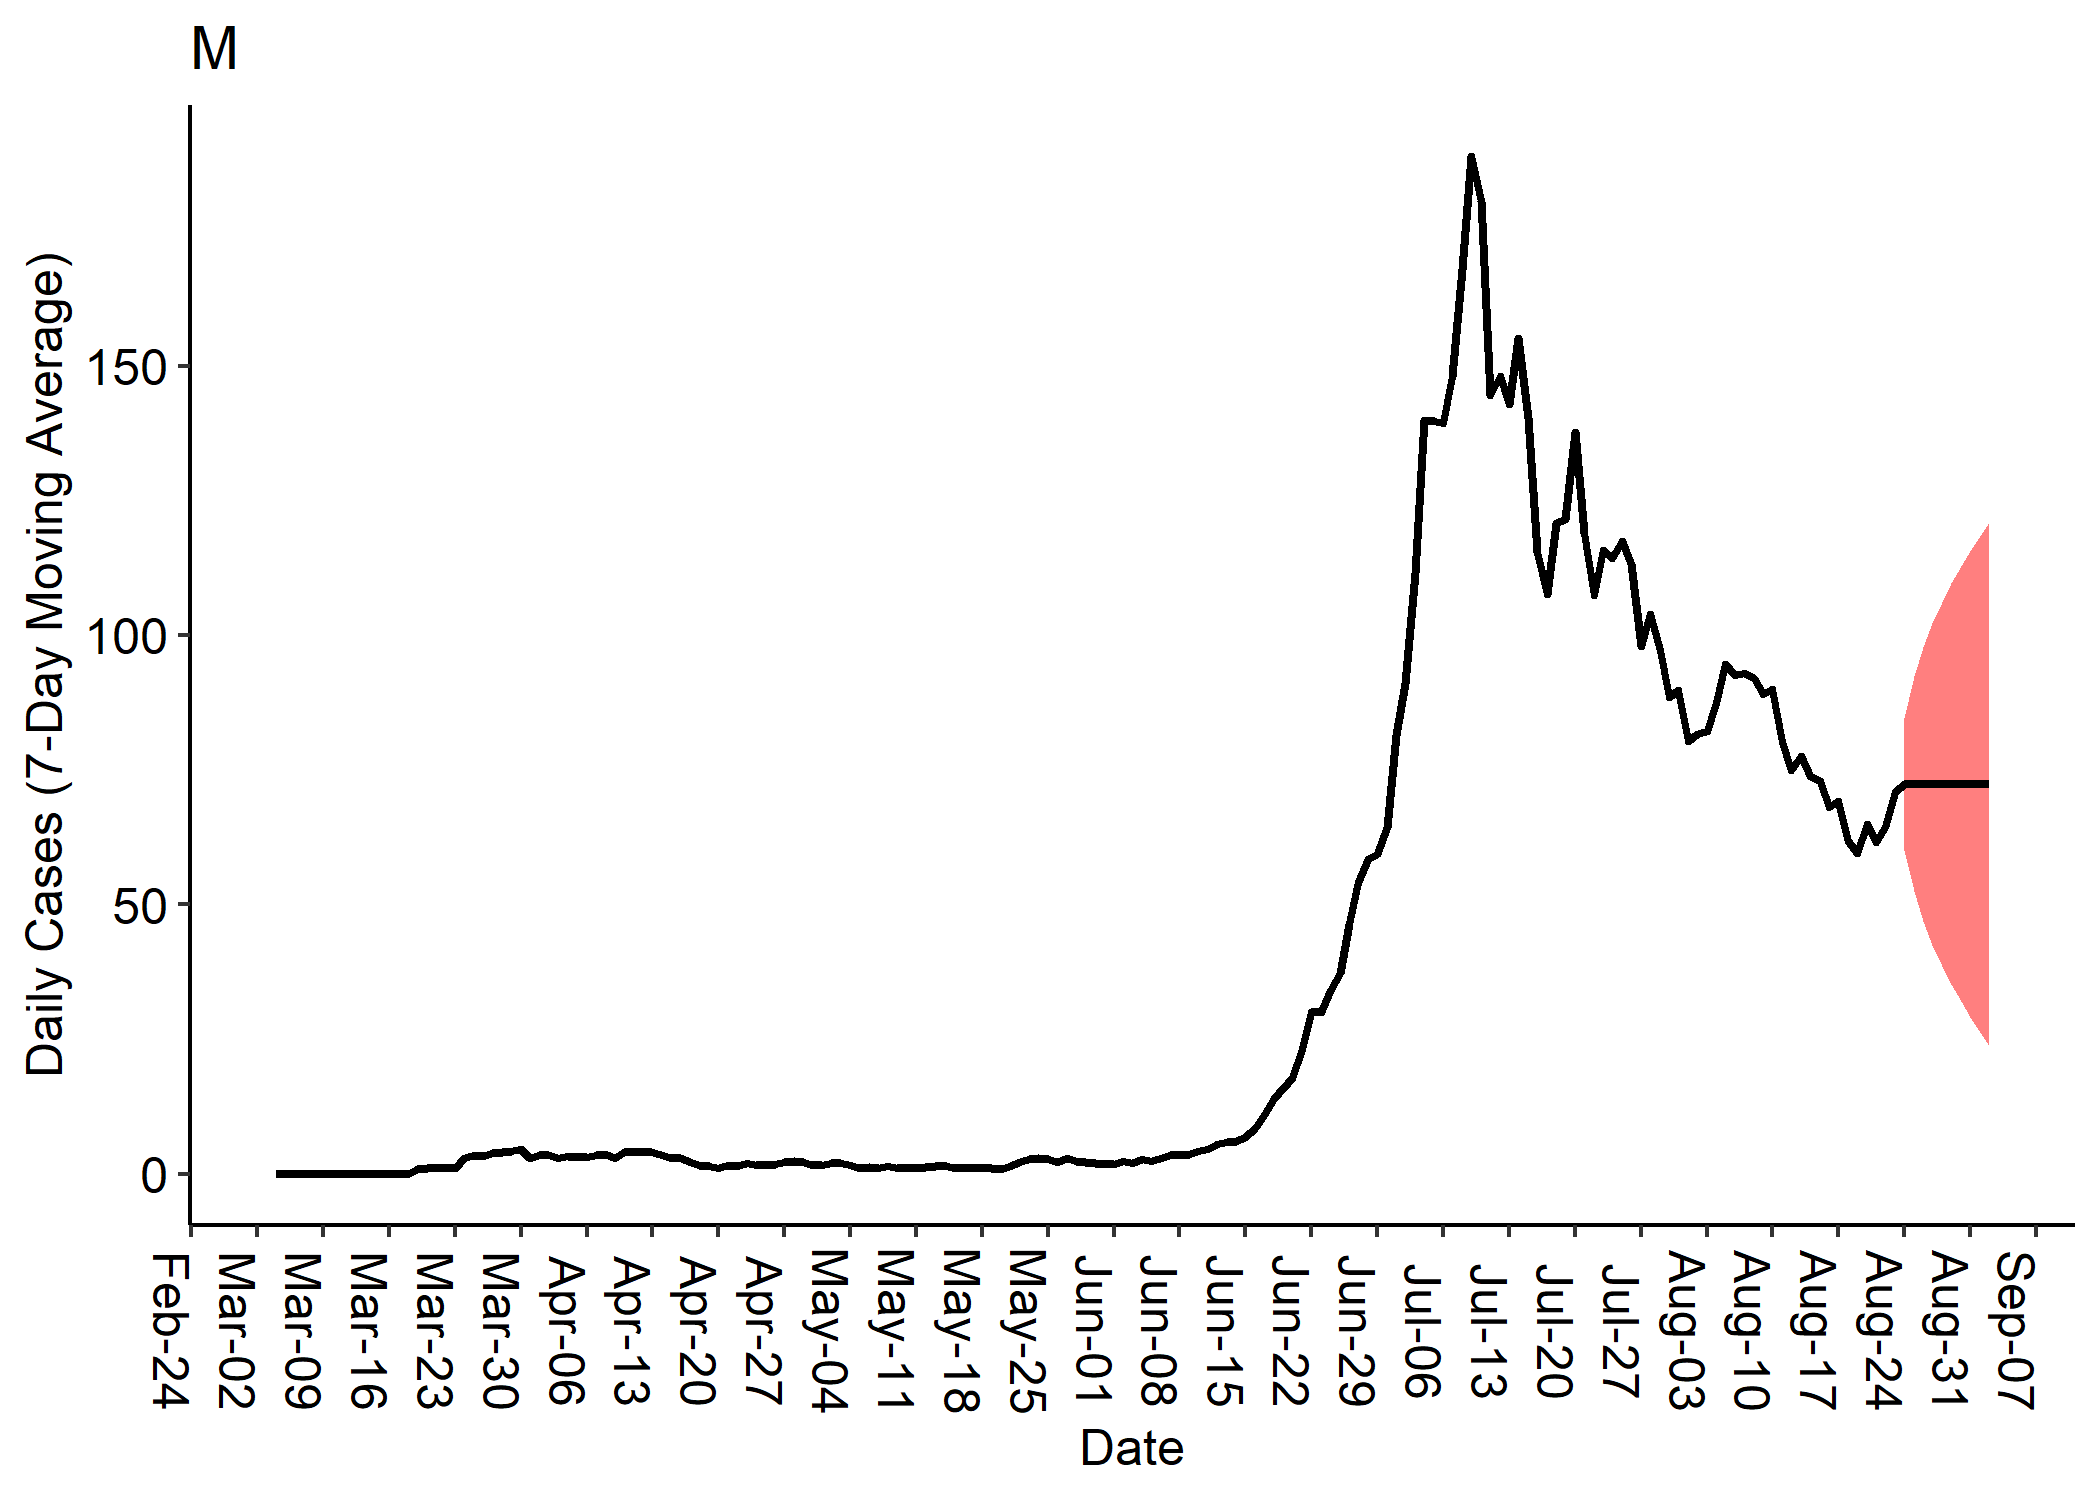 M
Daily Cases (7-Day Moving Average)
150
100
50
0
Feb-24
Mar-02
Mar-09
Mar-16
Mar-23
Mar-30
Apr-06
Apr-13
Apr-20
Apr-27
May-04
May-11
May-18
May-25
Jun-01
Jun-08
Jun-15
Jun-22
Jun-29
Jul-06
Jul-13
Jul-20
Jul-27
Aug-03
Aug-10
Aug-17
Aug-24
Aug-31
Sep-07
Date